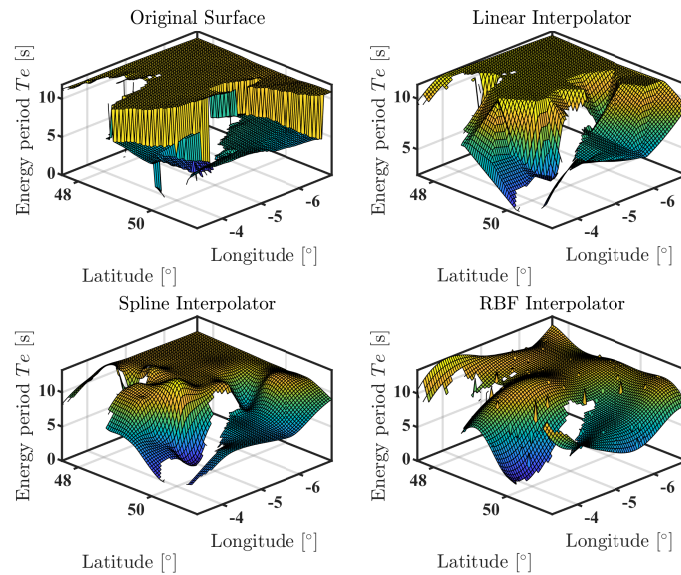 Original Surface
Energy period Te [s]
10
5
0
48
50
-4
-5
-6
Latitude [°]
Longitude [°]
Linear Interpolator
Energy period Te [s]
10
5
48
50
-4
-5
-6
Latitude [°]
Longitude [°]
Spline Interpolator
Energy period Te [s]
10
5
0
48
50
-4
-5
-6
Latitude [°]
Longitude [°]
RBF Interpolator
Energy period Te [s]
10
5
0
48
50
-4
-5
-6
Latitude [°]
Longitude [°]